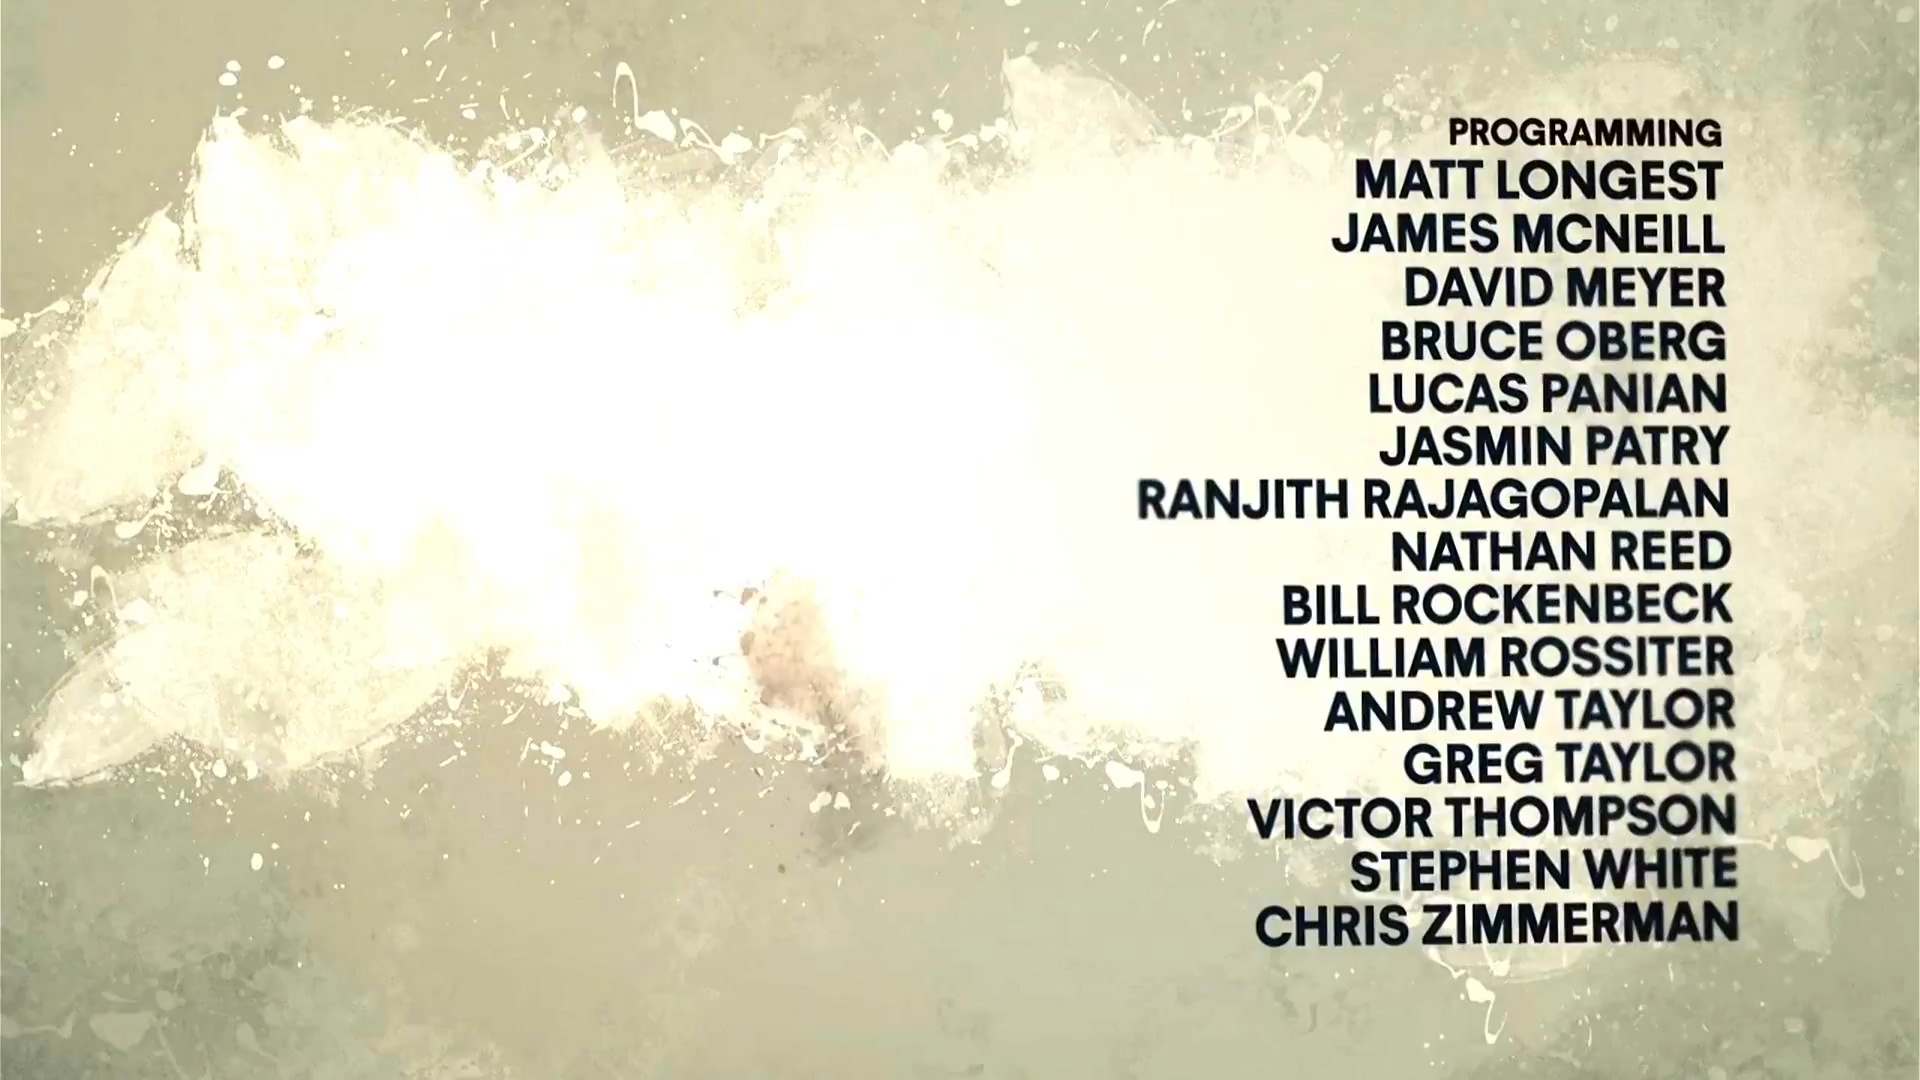 PROGRAMMING
MATT LONGEST
JAMES MCNEILL
DAVID MEYER
BRUCE OBERG
LUCAS PANIAN
JASMIN PATRY
RANJITH RAJAGOPALAN
NATHAN REED
BILL ROCKENBECK
WILLIAM ROSSITER
ANDREW TAYLOR
GREG TAYLOR
VICTOR THOMPSON
STEPHEN WHITE
CHRIS ZIMMERMAN